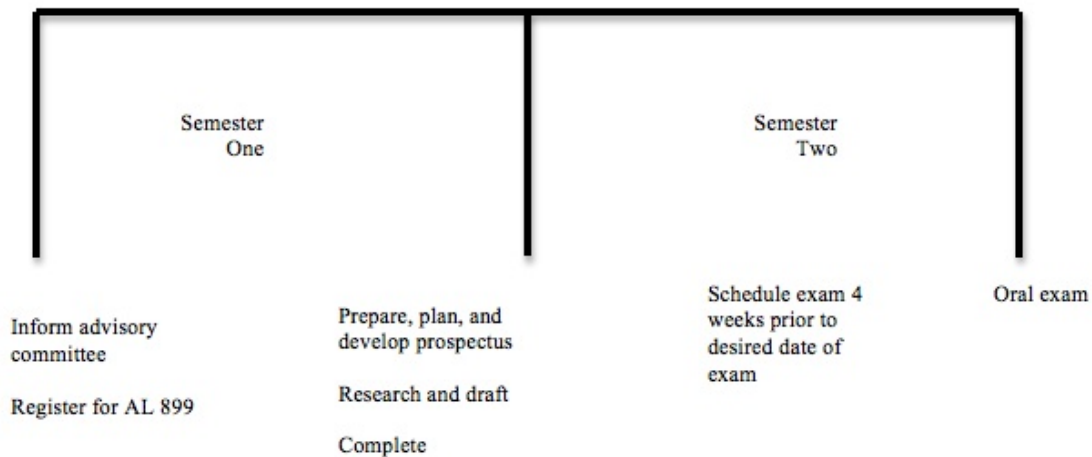 Semester
One
Semester
Two
Inform advisory
committee
Register for AL 899
Prepare, plan, and
develop prospectus
Research and draft
Complete
Schedule exam 4
weeks prior to
desired date of
exam
Oral exam